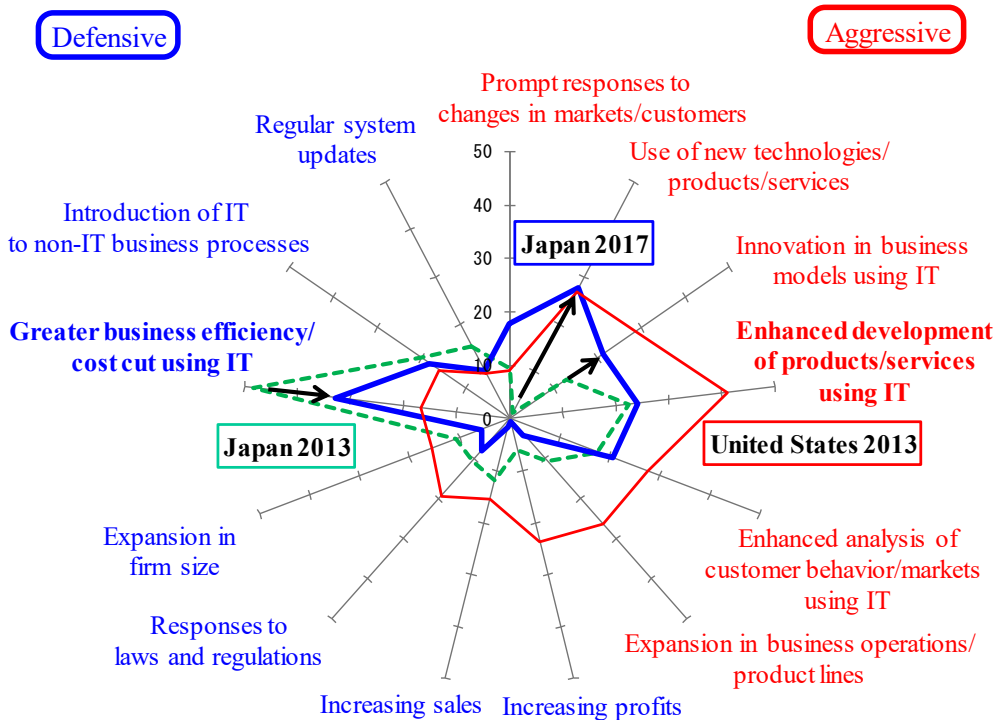 Defensive
Aggressive
Prompt responses to
changes in markets/customers
Regular system
updates
Use of new technologies/
products/services
Introduction of IT
to non-IT business processes
Innovation in business
models using IT
Greater business efficiency/
cost cut using IT
Enhanced development
of products/services
using IT
50
40
30
20
10
0
Japan 2017
Japan 2013
United States 2013
Expansion in
firm size
Enhanced analysis of
customer behavior/markets
using IT
Responses to
laws and regulations
Expansion in business operations/
product lines
Increasing sales
Increasing profits